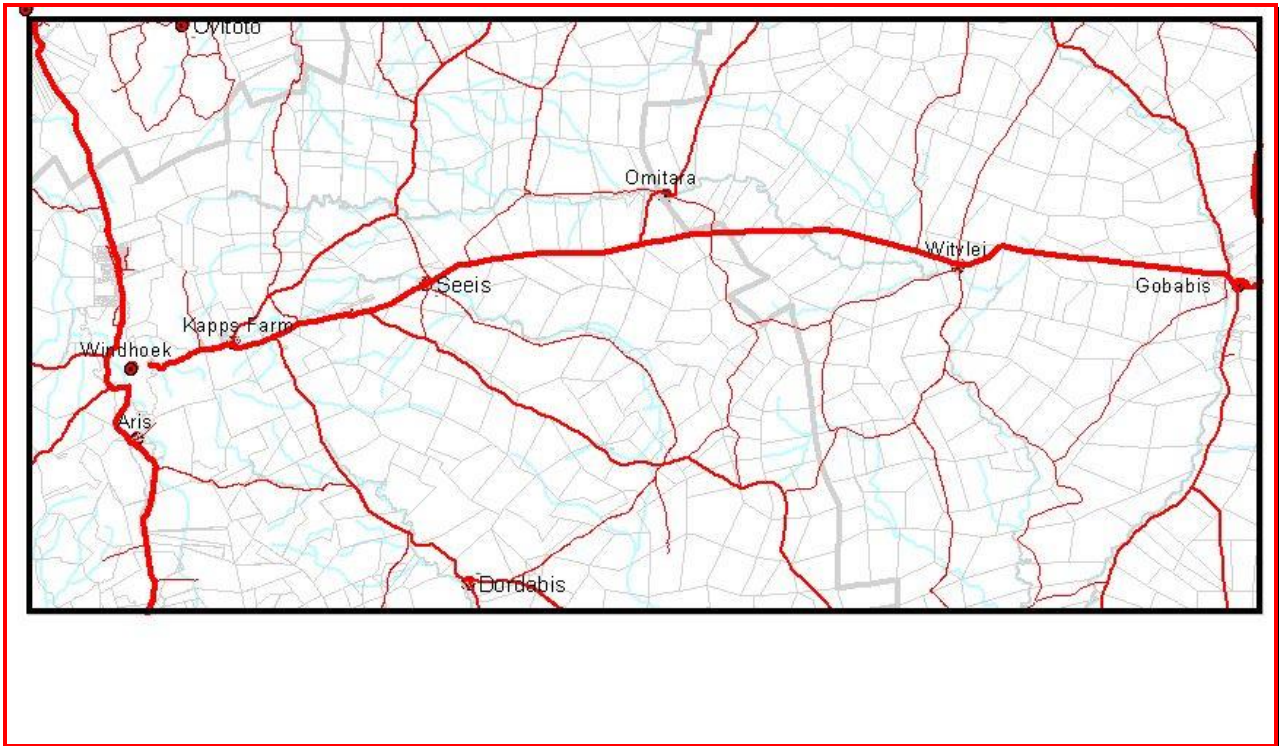 Ovitoto
Omitara
Witvlei
Gobabis
Seeis
Kapps Farm
Windhoek
Aris
Dordabis